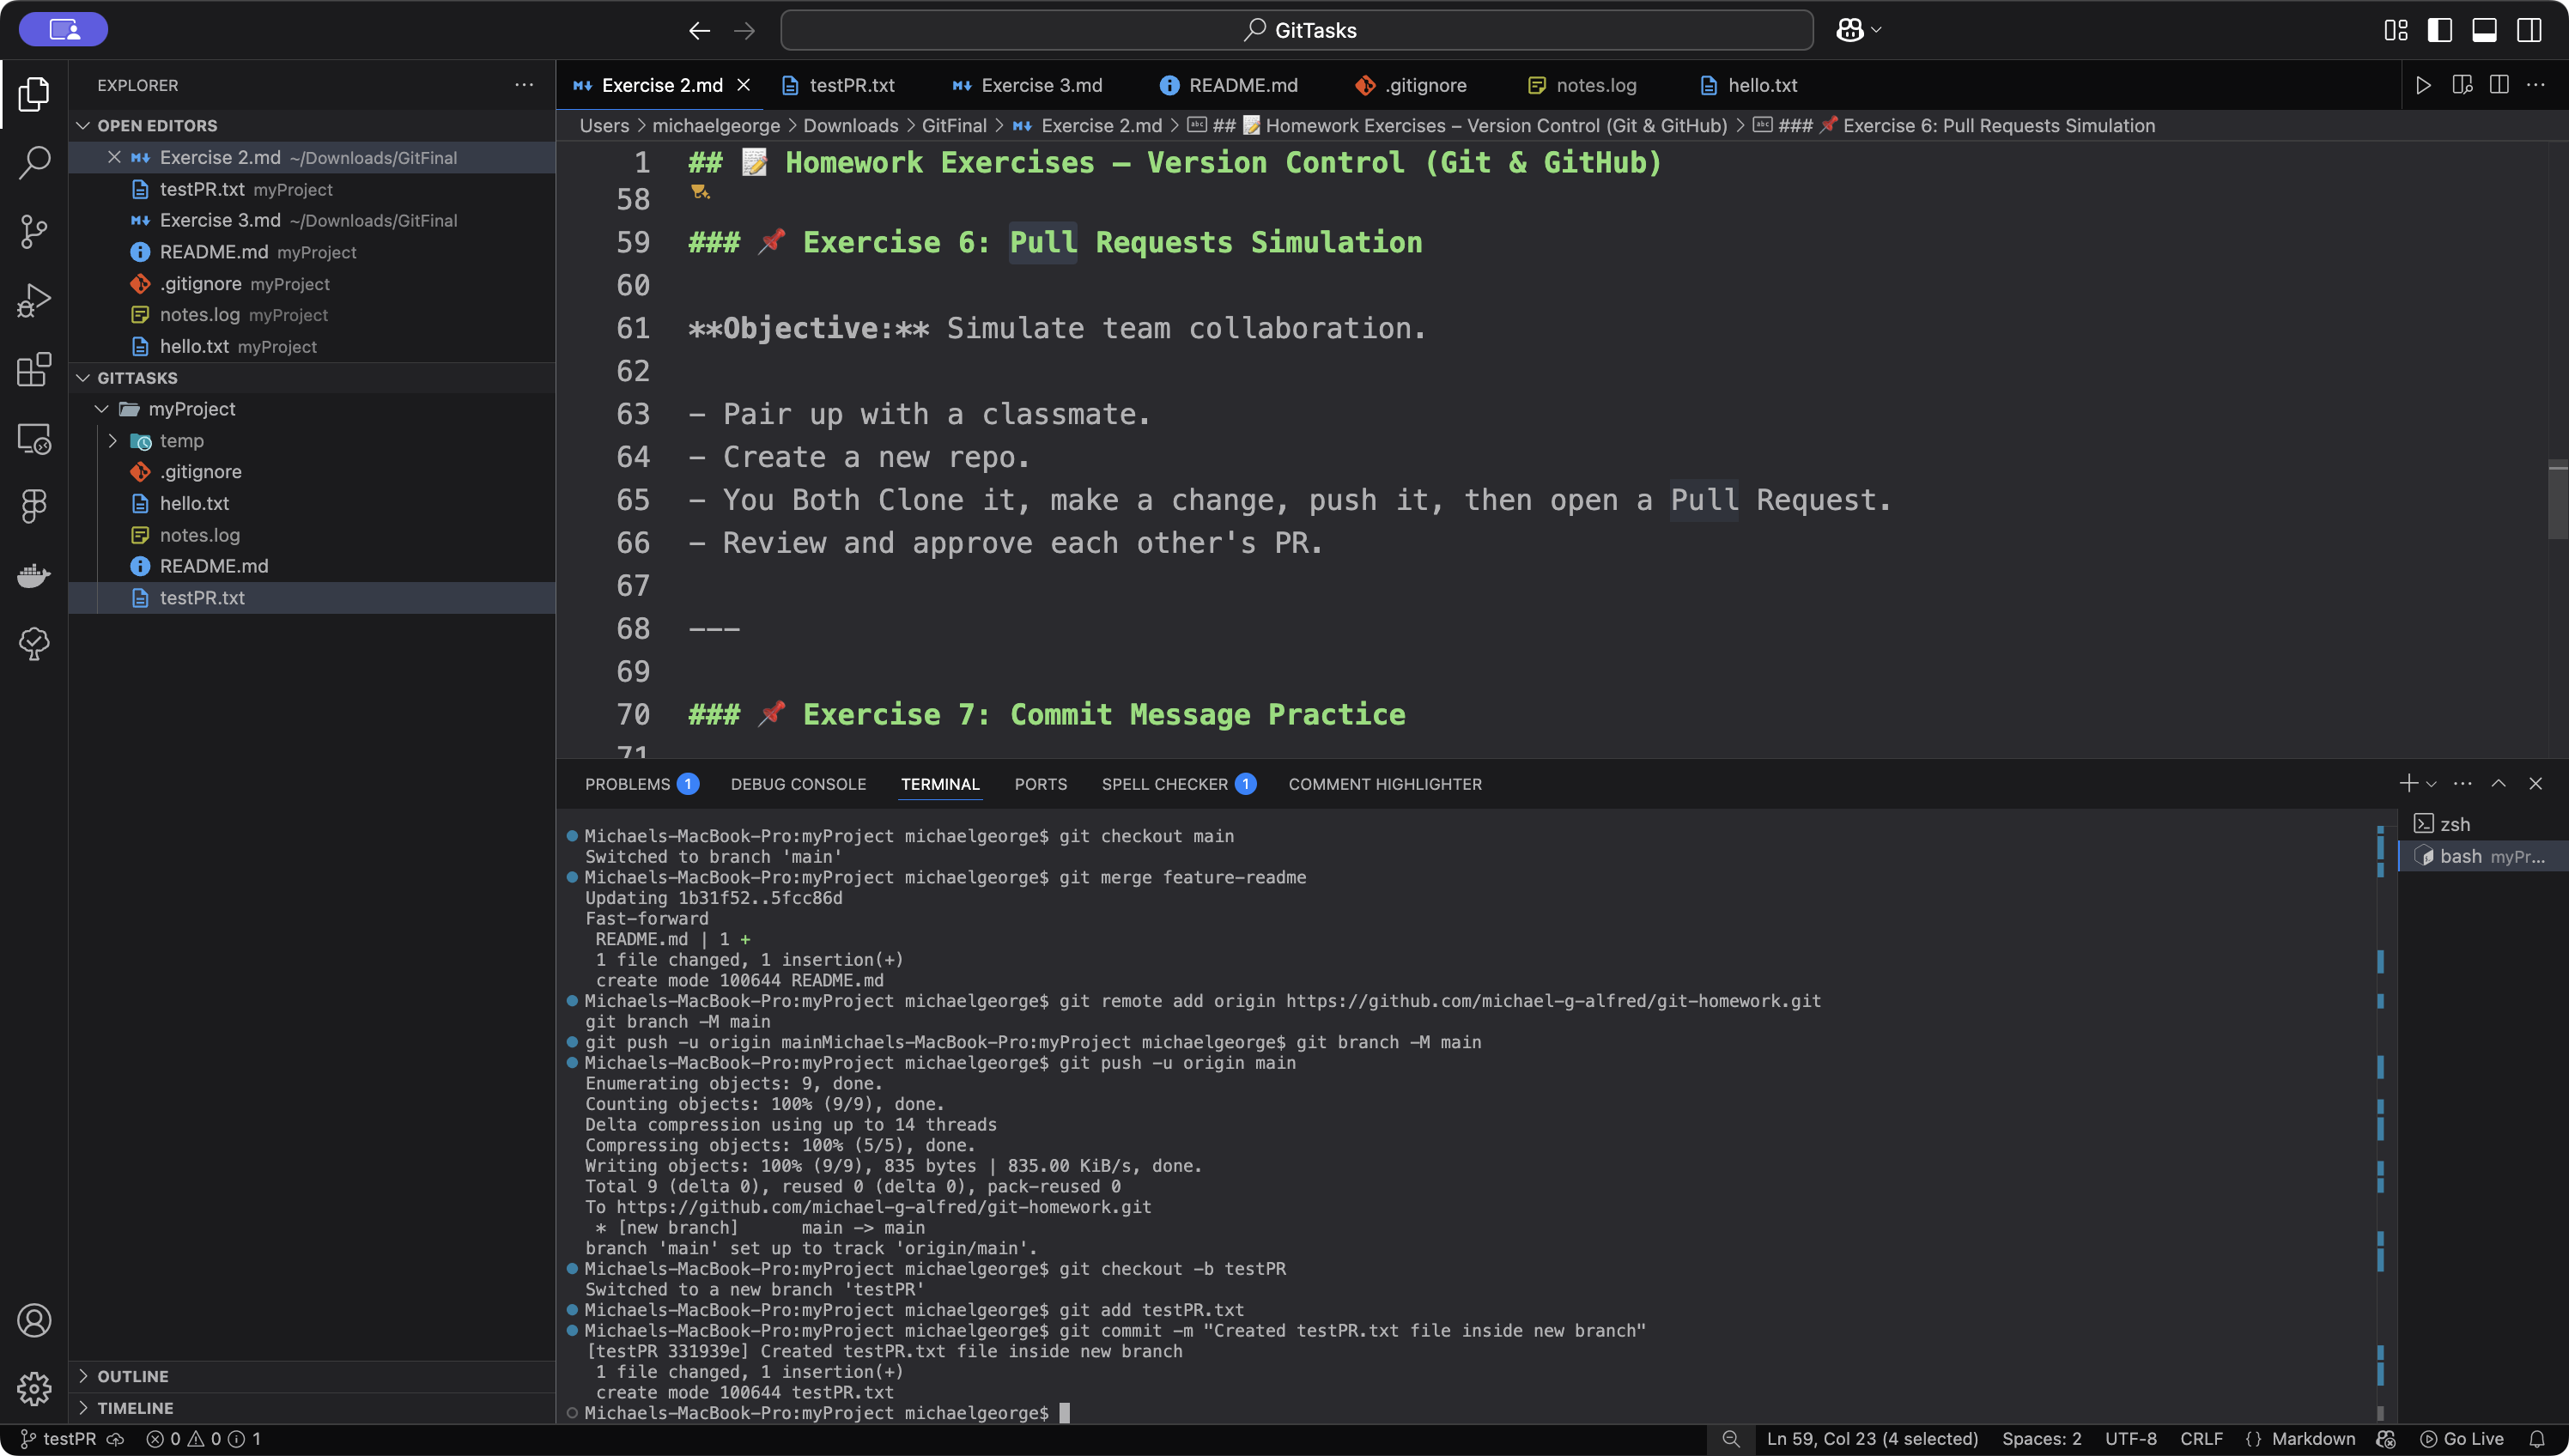 GitTasks
EXPLORER
OPEN EDITORS
Exercise 2.md ~/Downloads/GitFinal
testPR.txt myProject
Exercise 3.md ~/Downloads/GitFinal
README.md myProject
.gitignore myProject
notes.log myProject
hello.txt myProject
GITTASKS
myProject
temp
.gitignore
hello.txt
notes.log
README.md
testPR.txt
OUTLINE
TIMELINE
Exercise 2.md testPR.txt Exercise 3.md README.md .gitignore notes.log hello.txt
Users > michaelgeorge > Downloads > GitFinal > Exercise 2.md > ## 📝 Homework Exercises – Version Control (Git & GitHub) > ### 📌 Exercise 6: Pull Requests Simulation
1 ## 📝 Homework Exercises – Version Control (Git & GitHub)
58
59 ### 📌 Exercise 6: Pull Requests Simulation
60
61 **Objective:** Simulate team collaboration.
62
63 - Pair up with a classmate.
64 - Create a new repo.
65 - You Both Clone it, make a change, push it, then open a Pull Request.
66 - Review and approve each other's PR.
67
68 ---
69
70 ### 📌 Exercise 7: Commit Message Practice
71
PROBLEMS 1 DEBUG CONSOLE TERMINAL PORTS SPELL CHECKER 1 COMMENT HIGHLIGHTER
Michaels-MacBook-Pro:myProject michaelgeorge$ git checkout main
Switched to branch 'main'
Michaels-MacBook-Pro:myProject michaelgeorge$ git merge feature-readme
Updating 1b31f52..5fcc86d
Fast-forward
README.md | 1 +
1 file changed, 1 insertion(+)
create mode 100644 README.md
Michaels-MacBook-Pro:myProject michaelgeorge$ git remote add origin https://github.com/michael-g-alfred/git-homework.git
git branch -M main
git push -u origin mainMichaels-MacBook-Pro:myProject michaelgeorge$ git branch -M main
Michaels-MacBook-Pro:myProject michaelgeorge$ git push -u origin main
Enumerating objects: 9, done.
Counting objects: 100% (9/9), done.
Delta compression using up to 14 threads
Compressing objects: 100% (5/5), done.
Writing objects: 100% (9/9), 835 bytes | 835.00 KiB/s, done.
Total 9 (delta 0), reused 0 (delta 0), pack-reused 0
To https://github.com/michael-g-alfred/git-homework.git
* [new branch] main -> main
branch 'main' set up to track 'origin/main'.
Michaels-MacBook-Pro:myProject michaelgeorge$ git checkout -b testPR
Switched to a new branch 'testPR'
Michaels-MacBook-Pro:myProject michaelgeorge$ git add testPR.txt
Michaels-MacBook-Pro:myProject michaelgeorge$ git commit -m "Created testPR.txt file inside new branch"
[testPR 331939e] Created testPR.txt file inside new branch
1 file changed, 1 insertion(+)
create mode 100644 testPR.txt
Michaels-MacBook-Pro:myProject michaelgeorge$
zsh
bash myPr...
testPR 0 0 1
Ln 59, Col 23 (4 selected) Spaces: 2 UTF-8 CRLF {} Markdown Go Live